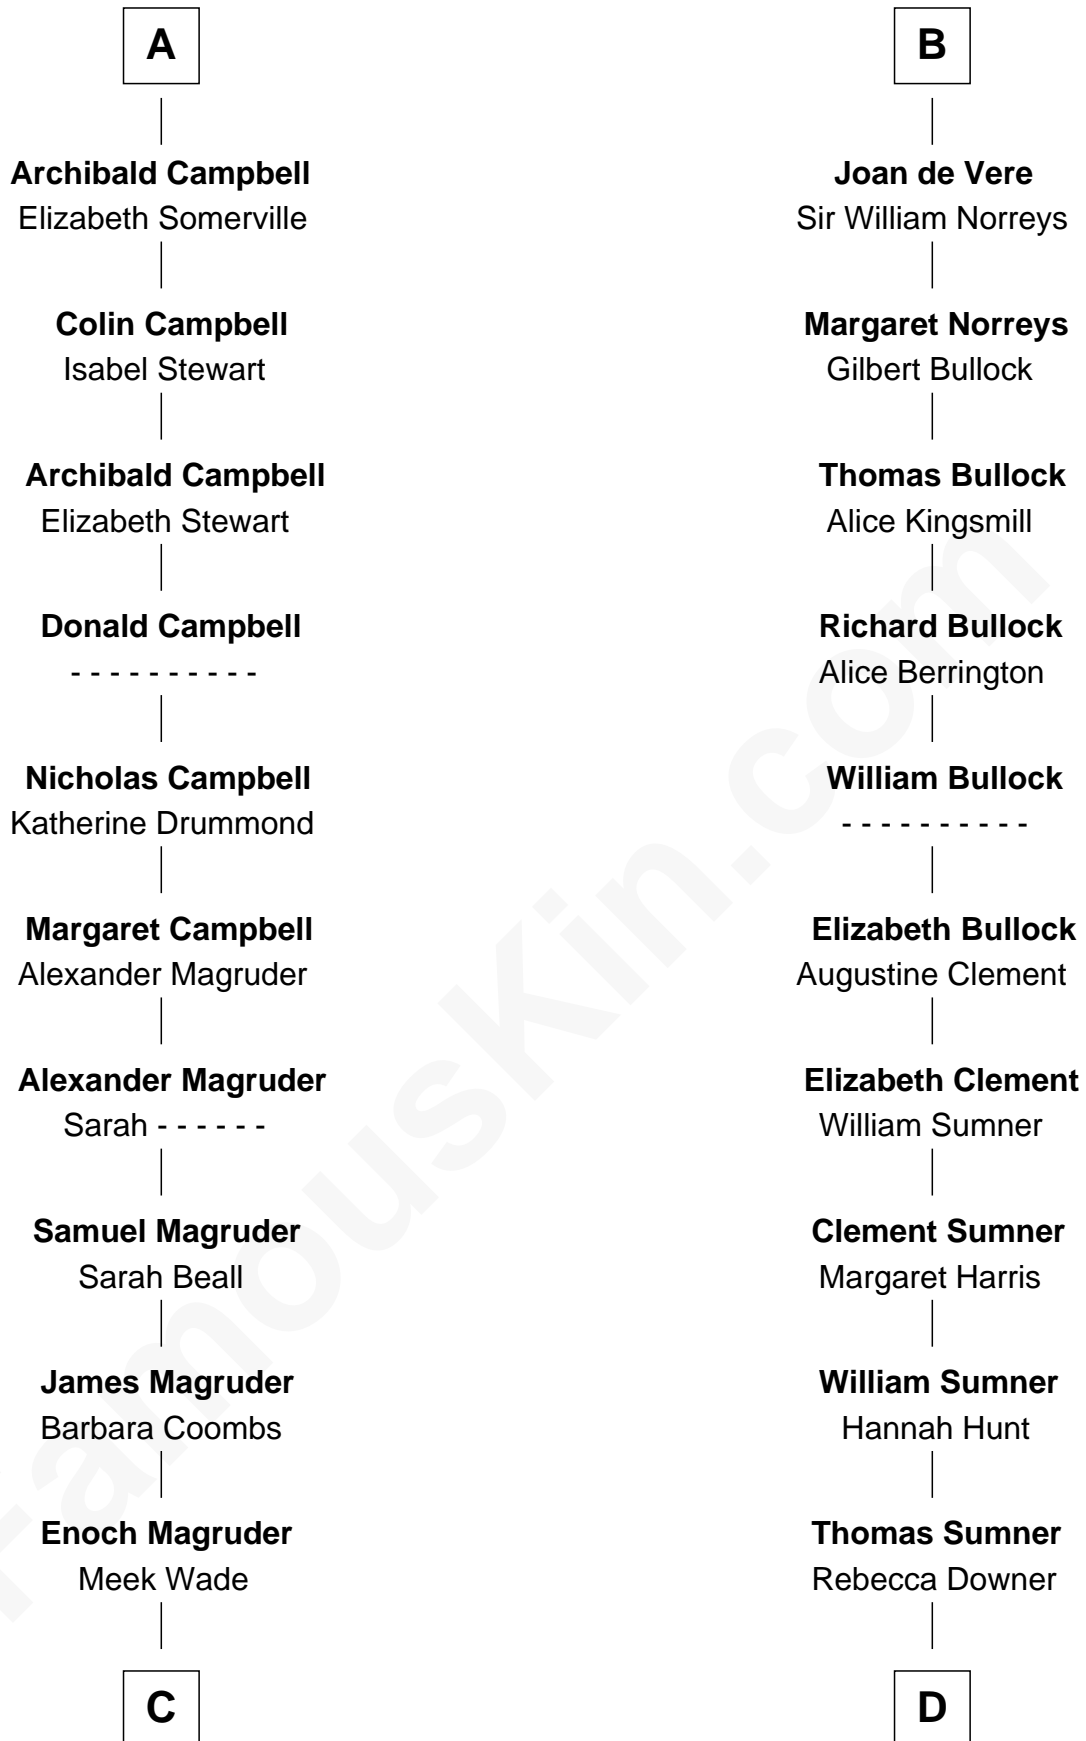 A
Archibald Campbell
Elizabeth Somerville
Colin Campbell
Isabel Stewart
Archibald Campbell
Elizabeth Stewart
Donald Campbell
- - - - - - - - - -
Nicholas Campbell
Katherine Drummond
Margaret Campbell
Alexander Magruder
Alexander Magruder
Sarah - - - - - -
Samuel Magruder
Sarah Beall
James Magruder
Barbara Coombs
Enoch Magruder
Meek Wade
C
B
Joan de Vere
Sir William Norreys
Margaret Norreys
Gilbert Bullock
Thomas Bullock
Alice Kingsmill
Richard Bullock
Alice Berrington
William Bullock
- - - - - - - - - -
Elizabeth Bullock
Augustine Clement
Elizabeth Clement
William Sumner
Clement Sumner
Margaret Harris
William Sumner
Hannah Hunt
Thomas Sumner
Rebecca Downer
D
FamousKin.com